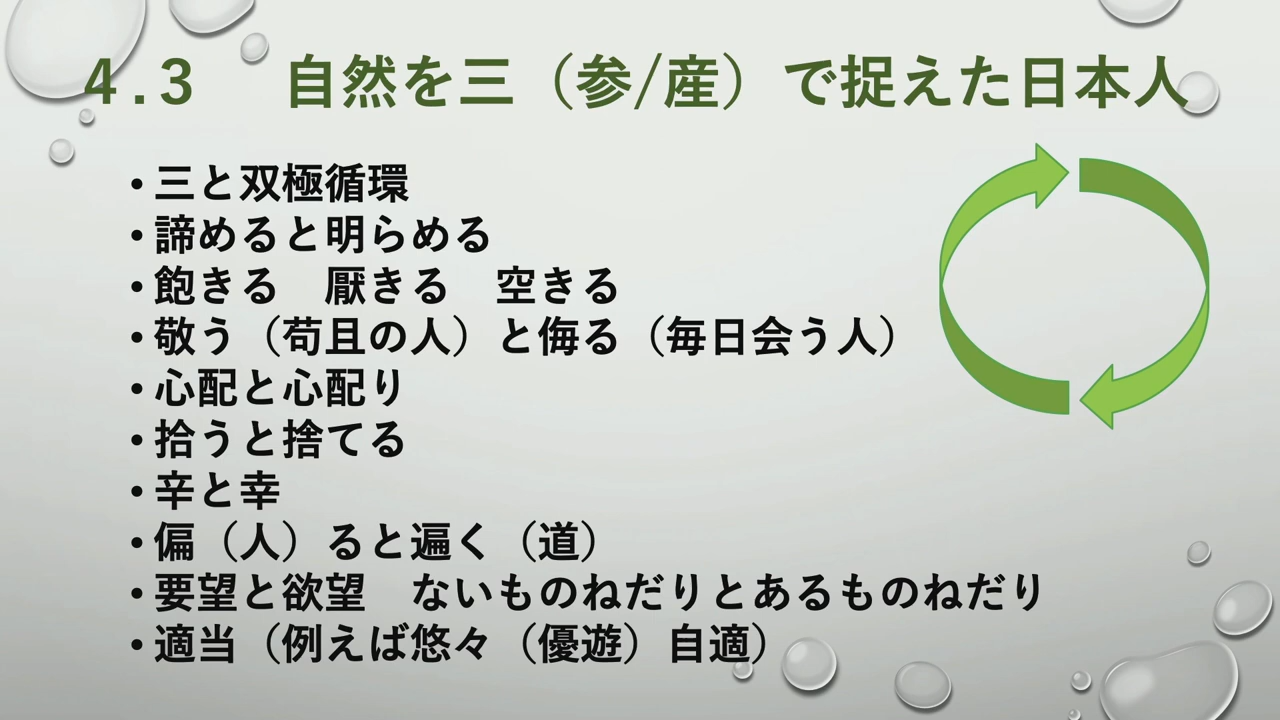 4.3　自然を三（参/産）で捉えた日本人
・三と双極循環
・諦めると明らめる
・飽きる　厭きる　空きる
・敬う（苟且の人）と侮る（毎日会う人）
・心配と心配り
・拾うと捨てる
・辛と幸
・偏（人）ると遍く（道）
・要望と欲望　ないものねだりとあるものねだり
・適当（例えば悠々（優遊）自適）